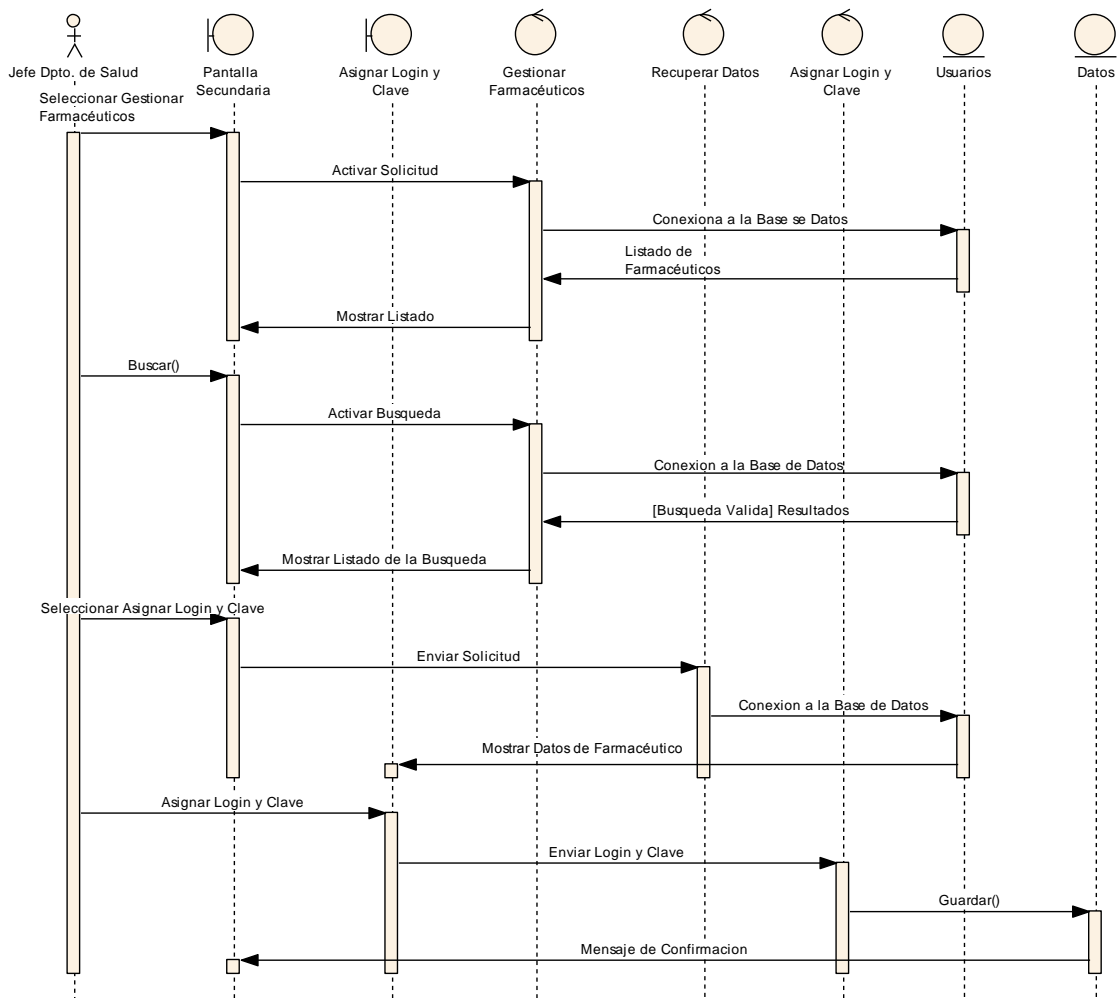 Jefe Dpto. de Salud
Pantalla
Secundaria
Asignar Login y
Clave
Gestionar
Farmacéuticos
Recuperar Datos
Asignar Login y
Clave
Usuarios
Datos
Seleccionar Gestionar
Farmacéuticos
Activar Solicitud
Conexiona a la Base se Datos
Listado de
Farmacéuticos
Mostrar Listado
Buscar()
Activar Busqueda
Conexion a la Base de Datos
[Busqueda Valida] Resultados
Mostrar Listado de la Busqueda
Seleccionar Asignar Login y Clave
Enviar Solicitud
Conexion a la Base de Datos
Mostrar Datos de Farmacéutico
Asignar Login y Clave
Enviar Login y Clave
Guardar()
Mensaje de Confirmacion